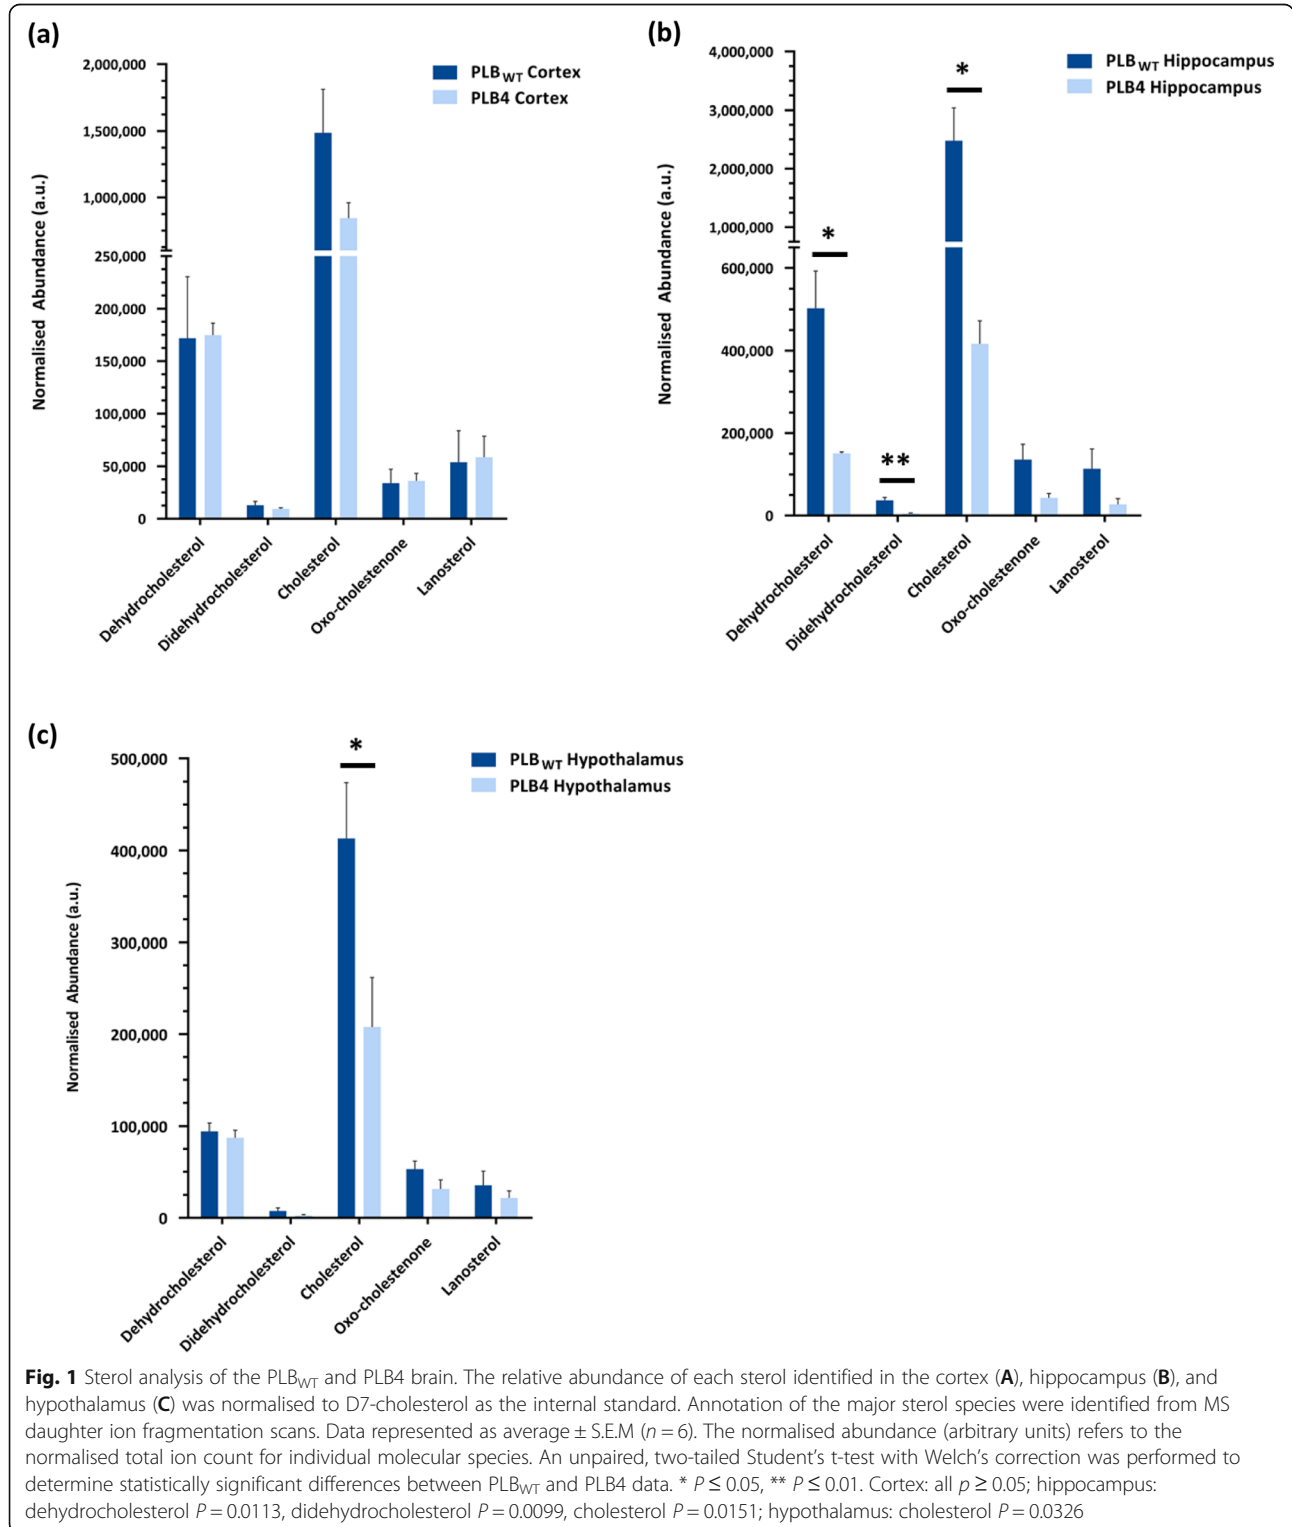 (a)
2,000,000
1,500,000
1,000,000
250,000
200,000
150,000
100,000
50,000
0
Normalised Abundance (a.u.)
PLBWT Cortex
PLB4 Cortex
Dehydrocholesterol
Didehydrocholesterol
Cholesterol
Oxo-cholestenone
Lanosterol
(b)
4,000,000
3,000,000
2,000,000
1,000,000
600,000
400,000
200,000
0
Normalised Abundance (a.u.)
PLBWT Hippocampus
PLB4 Hippocampus
*
**
*
Dehydrocholesterol
Didehydrocholesterol
Cholesterol
Oxo-cholestenone
Lanosterol
(c)
500,000
400,000
300,000
200,000
100,000
0
Normalised Abundance (a.u.)
PLBWT Hypothalamus
PLB4 Hypothalamus
*
Dehydrocholesterol
Didehydrocholesterol
Cholesterol
Oxo-cholestenone
Lanosterol
Fig. 1 Sterol analysis of the PLBWT and PLB4 brain. The relative abundance of each sterol identified in the cortex (A), hippocampus (B), and
hypothalamus (C) was normalised to D7-cholesterol as the internal standard. Annotation of the major sterol species were identified from MS
daughter ion fragmentation scans. Data represented as average ± S.E.M (n = 6). The normalised abundance (arbitrary units) refers to the
normalised total ion count for individual molecular species. An unpaired, two-tailed Student's t-test with Welch's correction was performed to
determine statistically significant differences between PLBWT and PLB4 data. * P ≤ 0.05, ** P ≤ 0.01. Cortex: all p ≥ 0.05; hippocampus:
dehydrocholesterol P = 0.0113, didehydrocholesterol P = 0.0099, cholesterol P = 0.0151; hypothalamus: cholesterol P = 0.0326